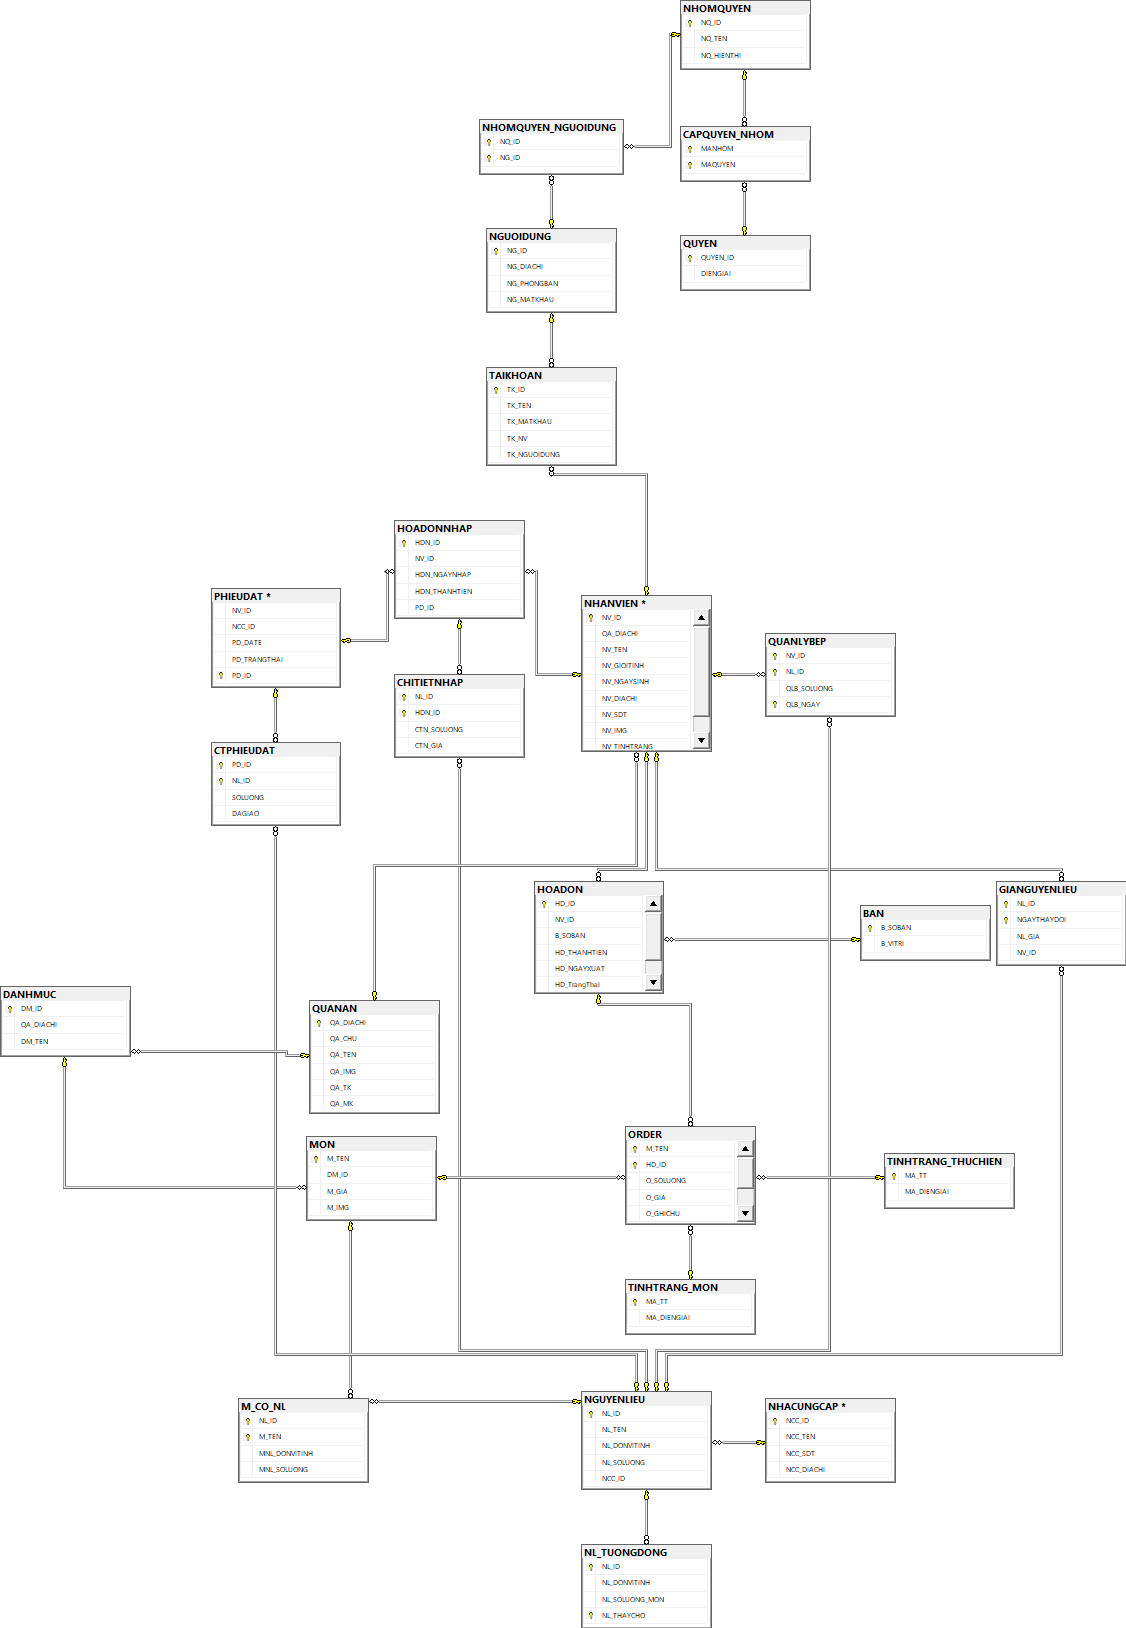 NHOMQUYEN
NQ_ID
NQ_TEN
NQ_HIENTHI
NHOMQUYEN_NGUOIDUNG
NQ_ID
NG_ID
CAPQUYEN_NHOM
MANHOM
MAQUYEN
NGUOIDUNG
NG_ID
NG_DIACHI
NG_PHONGBAN
NG_MATKHAU
QUYEN
QUYEN_ID
DIENGIAI
TAIKHOAN
TK_ID
TK_TEN
TK_MATKHAU
TK_NV
TK_NGUOIDUNG
HOADONNHAP
HDN_ID
NV_ID
HDN_NGAYNHAP
HDN_THANHTIEN
PD_ID
PHIEUDAT *
NV_ID
NCC_ID
PD_DATE
PD_TRANGTHAI
PD_ID
NHANVIEN *
NV_ID
QA_DIACHI
NV_TEN
NV_GIOITINH
NV_NGAYSINH
NV_DIACHI
NV_SDT
NV_IMG
NV_TINHTRANG
QUANLYBEP
NV_ID
NL_ID
QLB_SOLUONG
QLB_NGAY
CHITIETNHAP
NL_ID
HDN_ID
CTN_SOLUONG
CTN_GIA
CTPHIEUDAT
PD_ID
NL_ID
SOLUONG
DAGIAO
HOADON
HD_ID
NV_ID
B_SOBAN
HD_THANHTIEN
HD_NGAYXUAT
HD_TrangThai
BAN
B_SOBAN
B_VITRI
GIANGUYENLIEU
NL_ID
NGAYTHAYDOI
NL_GIA
NV_ID
DANHMUC
DM_ID
QA_DIACHI
DM_TEN
QUANAN
QA_DIACHI
QA_CHU
QA_TEN
QA_IMG
QA_TK
QA_MK
MON
M_TEN
DM_ID
M_GIA
M_IMG
ORDER
M_TEN
HD_ID
O_SOLUONG
O_GIA
O_GHICHU
TINHTRANG_THUCHIEN
MA_TT
MA_DIENGIAI
TINHTRANG_MON
MA_TT
MA_DIENGIAI
M_CO_NL
NL_ID
M_TEN
MNL_DONVITINH
MNL_SOLUONG
NGUYENLIEU
NL_ID
NL_TEN
NL_DONVITINH
NL_SOLUONG
NCC_ID
NHACUNGCAP *
NCC_ID
NCC_TEN
NCC_SDT
NCC_DIACHI
NL_TUONGDONG
NL_ID
NL_DONVITINH
NL_SOLUONG_MON
NL_THAYCHO